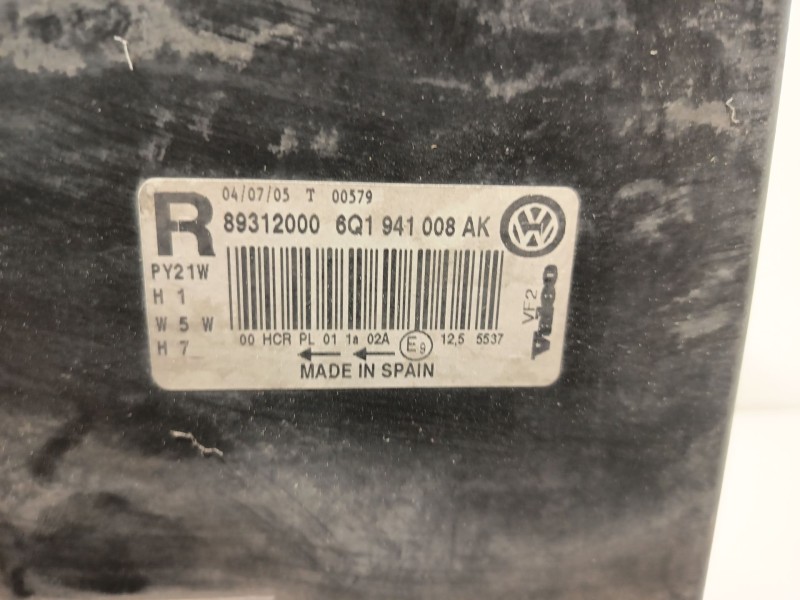 04/07/05 T 00579
R 89312000 6Q1 941 008 AK
PY21W
H 1
W 5 W
H 7
VF2
Valeo
00 HCR PL 01 1a 02A E9 12,5 5537
MADE IN SPAIN